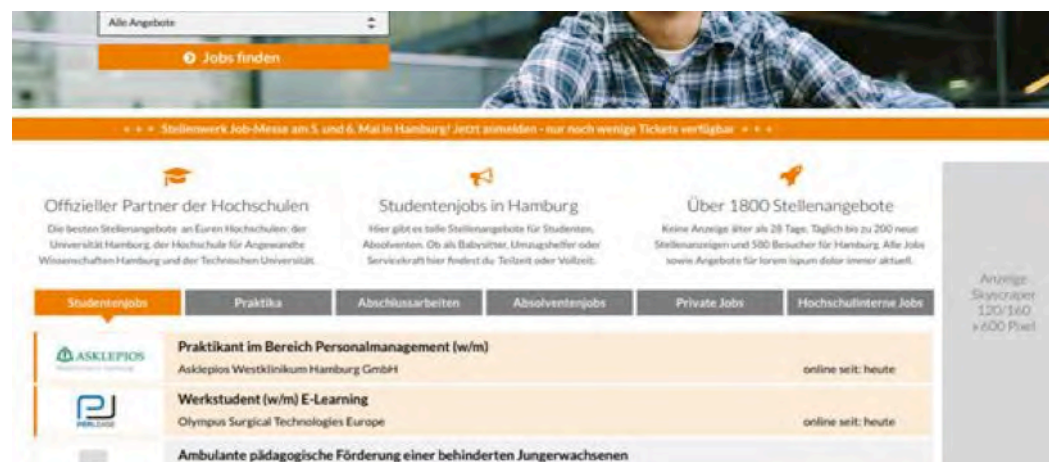 Alle Angebote
Jobs finden
+ + + Stellenwerk Job-Messe am 5. und 6. Mai in Hamburg! Jetzt anmelden - nur noch wenige Tickets verfügbar + + +
Offizieller Partner der Hochschulen
Die besten Stellenangebote an Euren Hochschulen: der
Universität Hamburg, der Hochschule für Angewandte
Wissenschaften Hamburg und der Technischen Universität.
Studentenjobs in Hamburg
Hier gibt es tolle Stellenangebote für Studenten,
Absolventen. Ob als Babysitter, Umzugshelfer oder
Servicekraft hier findest du Teilzeit oder Vollzeit.
Über 1800 Stellenangebote
Keine Anzeige älter als 28 Tage. Täglich bis zu 200 neue
Stellenanzeigen und 580 Besucher für Hamburg. Alle Jobs
sowie Angebote für lorem ispum dolor immer aktuell.
Anzeige
Skyscraper
120/160
x 600 Pixel
Studentenjobs
Praktika
Abschlussarbeiten
Absolventenjobs
Private Jobs
Hochschulinterne Jobs
ASKLEPIOS
Praktikant im Bereich Personalmanagement (w/m)
Asklepios Westklinikum Hamburg GmbH
online seit: heute
PERLEASE
Werkstudent (w/m) E-Learning
Olympus Surgical Technologies Europe
online seit: heute
Ambulante pädagogische Förderung einer behinderten Jungerwachsenen